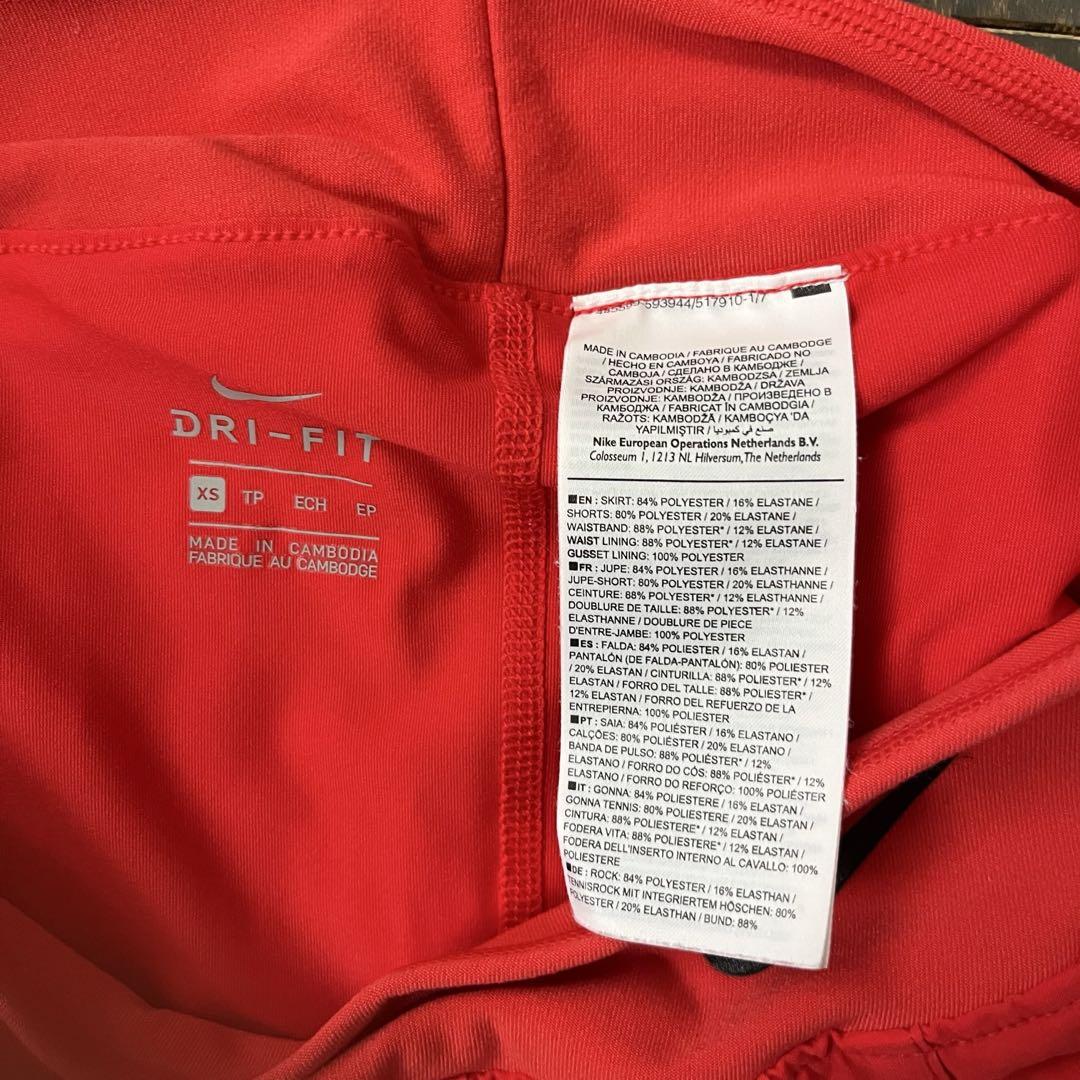 DRI-FIT
XS TP ECH EP
MADE IN CAMBODIA
FABRIQUE AU CAMBODGE
593944/517910-1/7
MADE IN CAMBODIA / FABRIQUE AU CAMBODGE
/ HECHO EN CAMBOYA / FABRICADO NO
CAMBOJA / СДЕЛАНО В КАМБОДЖЕ /
SZÁRMAZÁSI ORSZÁG: KAMBODZSA / ZEMLJA
PROIZVODNJE: KAMBODŽA / DRŽAVA
PROIZVODNJE: KAMBODŽA / ПРОИЗВЕДЕНО В
КАМБОДЖА / FABRICAT ÎN CAMBODGIA /
RAŽOTS: KAMBODŽĀ / KAMBOÇYA 'DA
YAPILMIŞTIR / صنع في كمبوديا
Nike European Operations Netherlands B.V.
Colosseum 1, 1213 NL Hilversum, The Netherlands
EN : SKIRT: 84% POLYESTER / 16% ELASTANE /
SHORTS: 80% POLYESTER / 20% ELASTANE /
WAISTBAND: 88% POLYESTER* / 12% ELASTANE /
WAIST LINING: 88% POLYESTER* / 12% ELASTANE /
GUSSET LINING: 100% POLYESTER
FR : JUPE: 84% POLYESTER / 16% ELASTHANNE /
JUPE-SHORT: 80% POLYESTER / 20% ELASTHANNE /
CEINTURE: 88% POLYESTER* / 12% ELASTHANNE /
DOUBLURE DE TAILLE: 88% POLYESTER* / 12%
ELASTHANNE / DOUBLURE DE PIECE
D'ENTRE-JAMBE: 100% POLYESTER
ES : FALDA: 84% POLIÉSTER / 16% ELASTAN /
PANTALÓN (DE FALDA-PANTALÓN): 80% POLIESTER
/ 20% ELASTAN / CINTURILLA: 88% POLIESTER* / 12%
ELASTAN / FORRO DEL TALLE: 88% POLIESTER* /
12% ELASTAN / FORRO DEL REFUERZO DE LA
ENTREPIERNA: 100% POLIESTER
PT : SAIA: 84% POLIÉSTER / 16% ELASTANO /
CALÇÕES: 80% POLIÉSTER / 20% ELASTANO /
BANDA DE PULSO: 88% POLIÉSTER* / 12%
ELASTANO / FORRO DO CÓS: 88% POLIÉSTER* / 12%
ELASTANO / FORRO DO REFORÇO: 100% POLIÉSTER
IT : GONNA: 84% POLIESTERE / 16% ELASTAN /
GONNA TENNIS: 80% POLIESTERE / 20% ELASTAN /
CINTURA: 88% POLIESTERE* / 12% ELASTAN /
FODERA VITA: 88% POLIESTERE* / 12% ELASTAN /
FODERA DELL'INSERTO INTERNO AL CAVALLO: 100%
POLIESTERE
DE : ROCK: 84% POLYESTER / 16% ELASTHAN /
TENNISROCK MIT INTEGRIERTEM HÖSCHEN: 80%
POLYESTER / 20% ELASTHAN / BUND: 88%